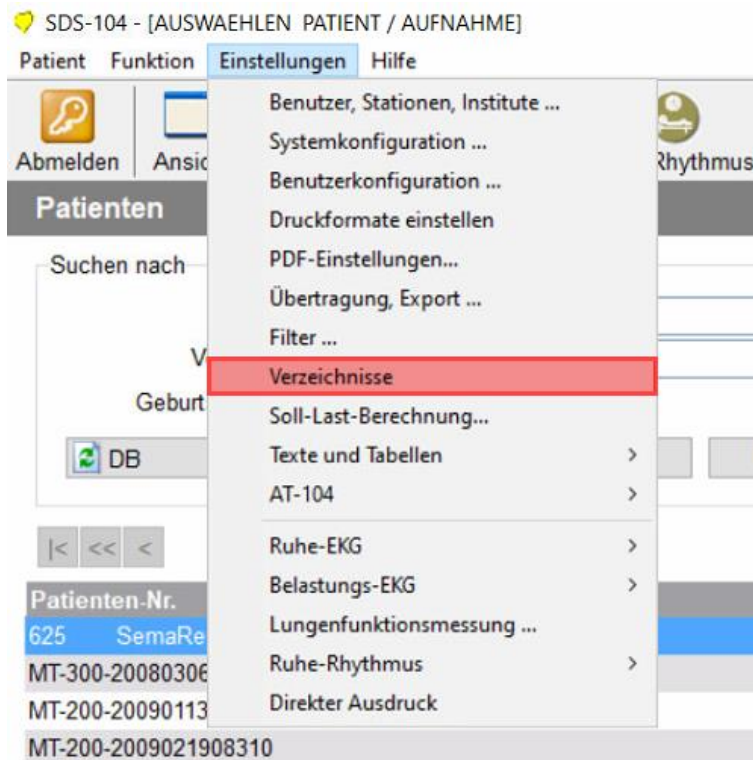 SDS-104 - [AUSWAEHLEN PATIENT / AUFNAHME]
Patient Funktion Einstellungen Hilfe
Abmelden
Rhythmus
Patienten
Suchen nach
DB
|< << <
Patienten-Nr.
625 SemaRe
MT-300-20080306
MT-200-20090113
MT-200-2009021908310
Benutzer, Stationen, Institute ...
Systemkonfiguration ...
Benutzerkonfiguration ...
Druckformate einstellen
PDF-Einstellungen...
Übertragung, Export ...
Filter ...
Verzeichnisse
Soll-Last-Berechnung...
Texte und Tabellen >
AT-104 >
Ruhe-EKG >
Belastungs-EKG >
Lungenfunktionsmessung ...
Ruhe-Rhythmus >
Direkter Ausdruck